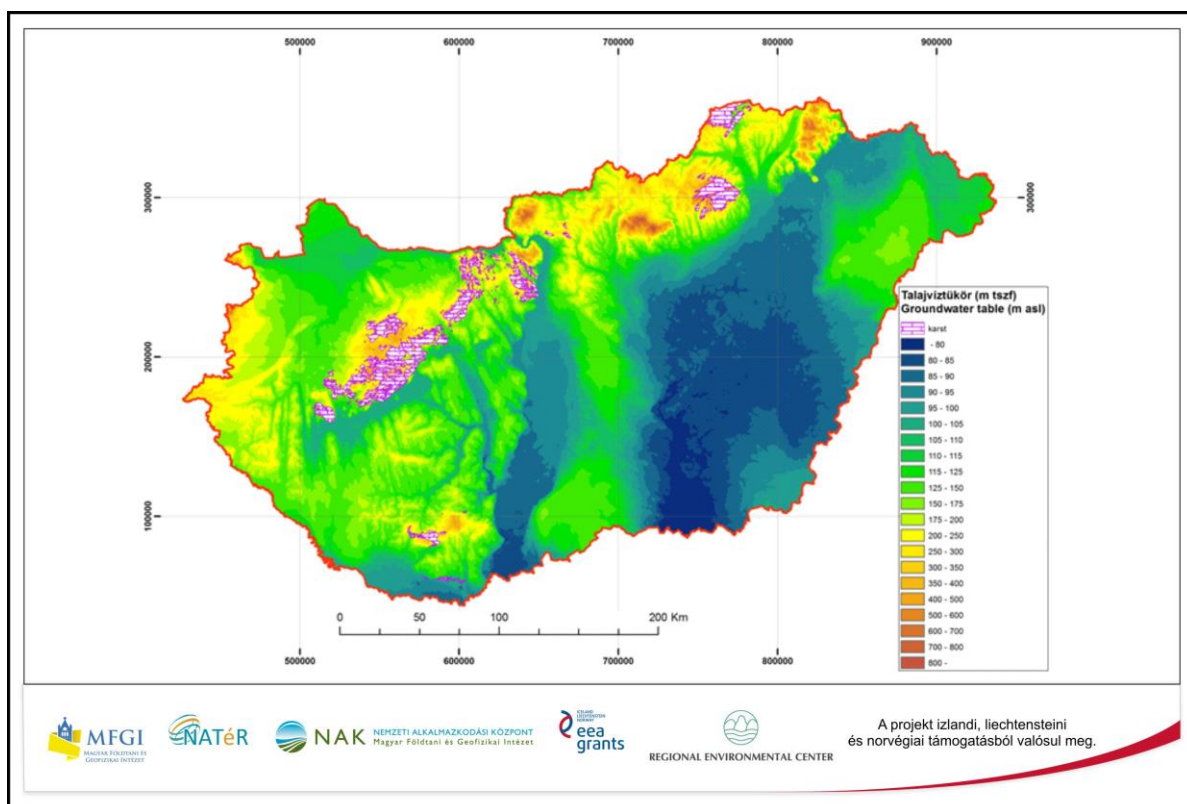 500000 600000 700000 800000 900000
300000 300000
200000
100000
Talajvíztükör (m tszf)
Groundwater table (m asl)
karst
- 80
80 - 85
85 - 90
90 - 95
95 - 100
100 - 105
105 - 110
110 - 115
115 - 125
125 - 150
150 - 175
175 - 200
200 - 250
250 - 300
300 - 350
350 - 400
400 - 500
500 - 600
600 - 700
700 - 800
800 -
0 50 100 200 Km
500000 600000 700000 800000
MFGI
MAGYAR FÖLDTANI ÉS
GEOFIZIKAI INTÉZET
NATéR
NAK NEMZETI ALKALMAZKODÁSI KÖZPONT
Magyar Földtani és Geofizikai Intézet
ICELAND
LIECHTENSTEIN
NORWAY
eea
grants
REGIONAL ENVIRONMENTAL CENTER
A projekt izlandi, liechtensteini
és norvégiai támogatásból valósul meg.